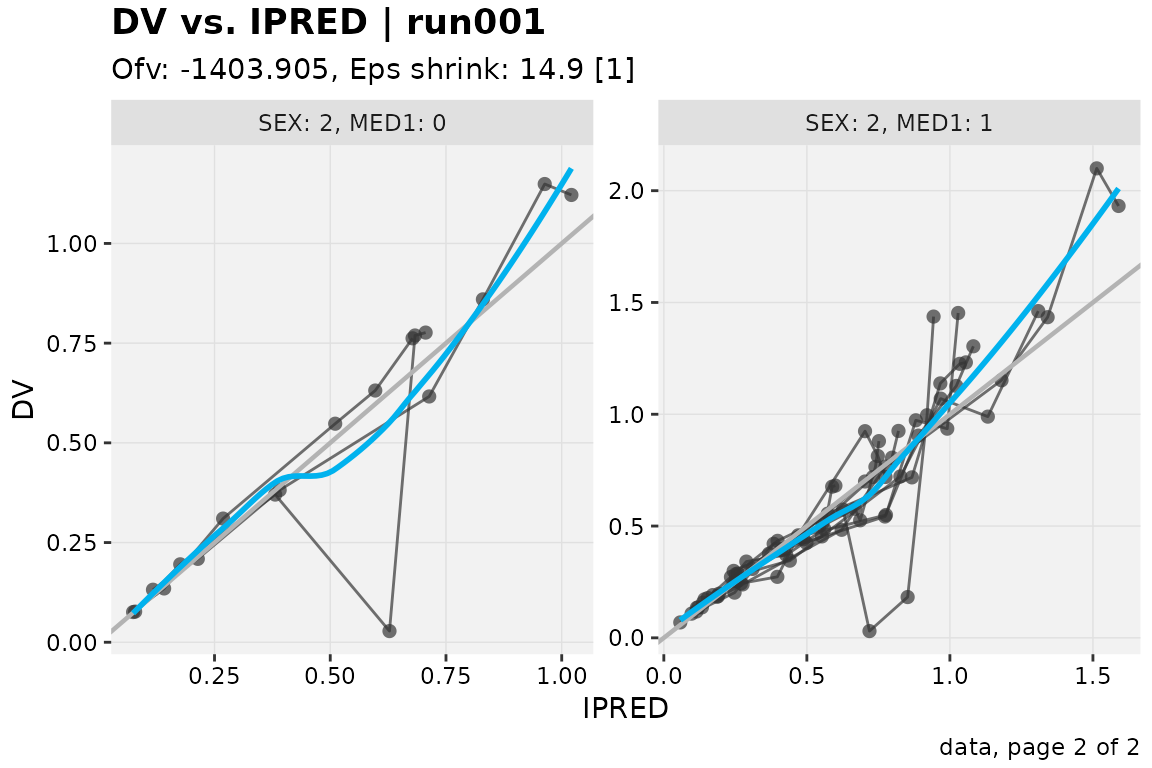 DV vs. IPRED | run001
Ofv: -1403.905, Eps shrink: 14.9 [1]
SEX: 2, MED1: 0
SEX: 2, MED1: 1
DV
1.00
0.75
0.50
0.25
0.00
2.0
1.5
1.0
0.5
0.0
0.25 0.50 0.75 1.00
0.0 0.5 1.0 1.5
IPRED
data, page 2 of 2